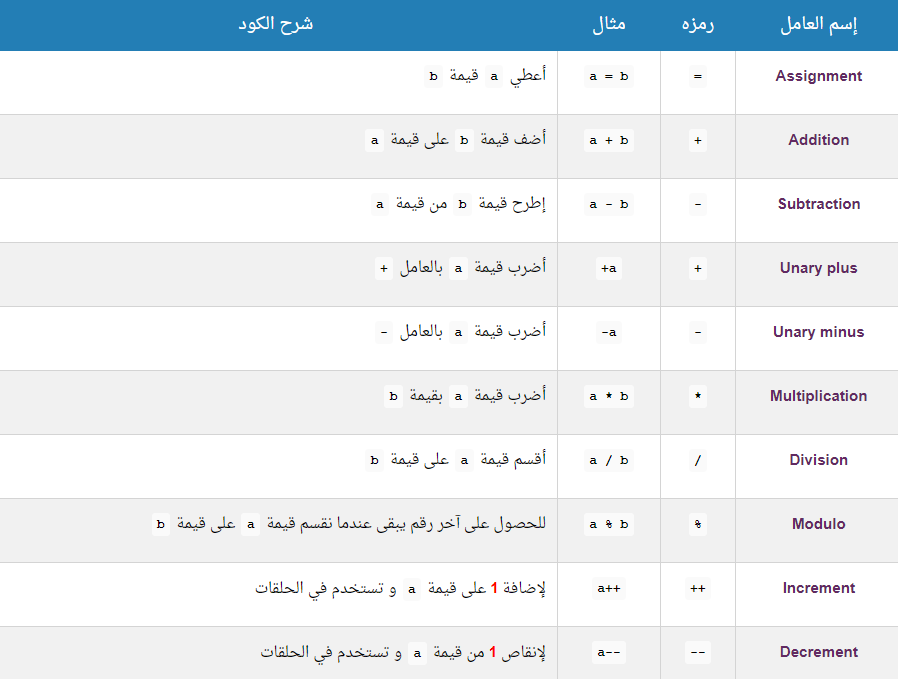 إسم العامل رمزه مثال شرح الكود
Assignment = a = b أعطي a قيمة b
Addition + a + b أضف قيمة b على قيمة a
Subtraction - a - b إطرح قيمة b من قيمة a
Unary plus + +a أضرب قيمة a بالعامل +
Unary minus - -a أضرب قيمة a بالعامل -
Multiplication * a * b أضرب قيمة a بقيمة b
Division / a / b أقسم قيمة a على قيمة b
Modulo % a % b للحصول على آخر رقم يبقى عندما نقسم قيمة a على قيمة b
Increment ++ a++ لإضافة 1 على قيمة a و تستخدم في الحلقات
Decrement -- a-- لإنقاص 1 من قيمة a و تستخدم في الحلقات